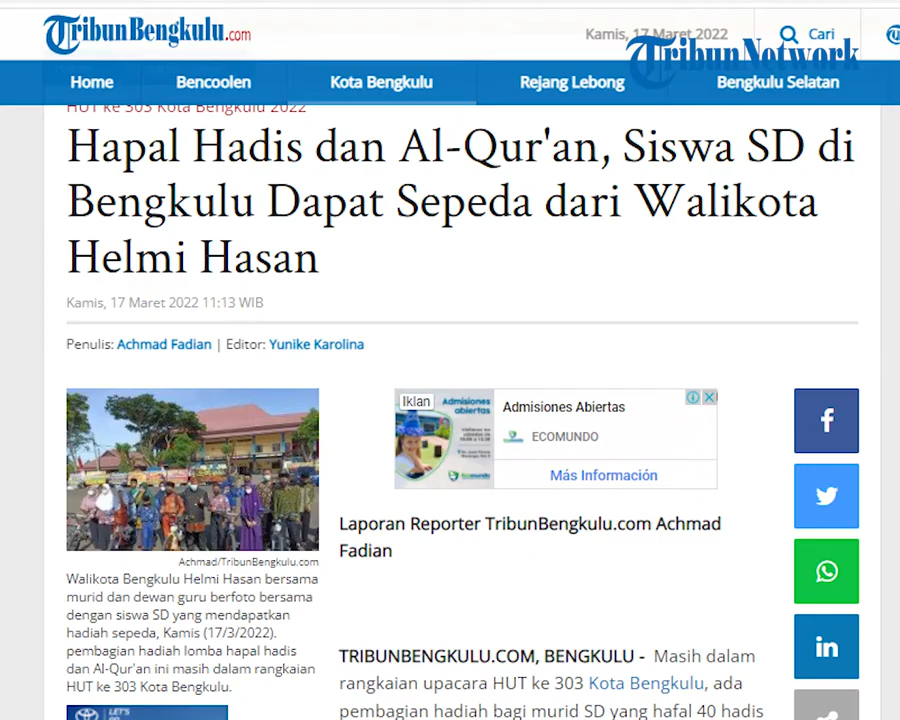 TribunBengkulu.com
Kamis, 17 Maret 2022
Cari
TribunNetwork
Home
Bencoolen
Kota Bengkulu
Rejang Lebong
Bengkulu Selatan
HUT ke 303 Kota Bengkulu 2022
Hapal Hadis dan Al-Qur'an, Siswa SD di
Bengkulu Dapat Sepeda dari Walikota
Helmi Hasan
Kamis, 17 Maret 2022 11:13 WIB
Penulis: Achmad Fadian | Editor: Yunike Karolina
Achmad/TribunBengkulu.com
Walikota Bengkulu Helmi Hasan bersama
murid dan dewan guru berfoto bersama
dengan siswa SD yang mendapatkan
hadiah sepeda, Kamis (17/3/2022).
pembagian hadiah lomba hapal hadis
dan Al-Qur'an ini masih dalam rangkaian
HUT ke 303 Kota Bengkulu.
LET'S
Iklan
Admisiones
abiertas
Ecomundo
Admisiones Abiertas
ECOMUNDO
Más Información
Laporan Reporter TribunBengkulu.com Achmad
Fadian
TRIBUNBENGKULU.COM, BENGKULU - Masih dalam
rangkaian upacara HUT ke 303 Kota Bengkulu, ada
pembagian hadiah bagi murid SD yang hafal 40 hadis